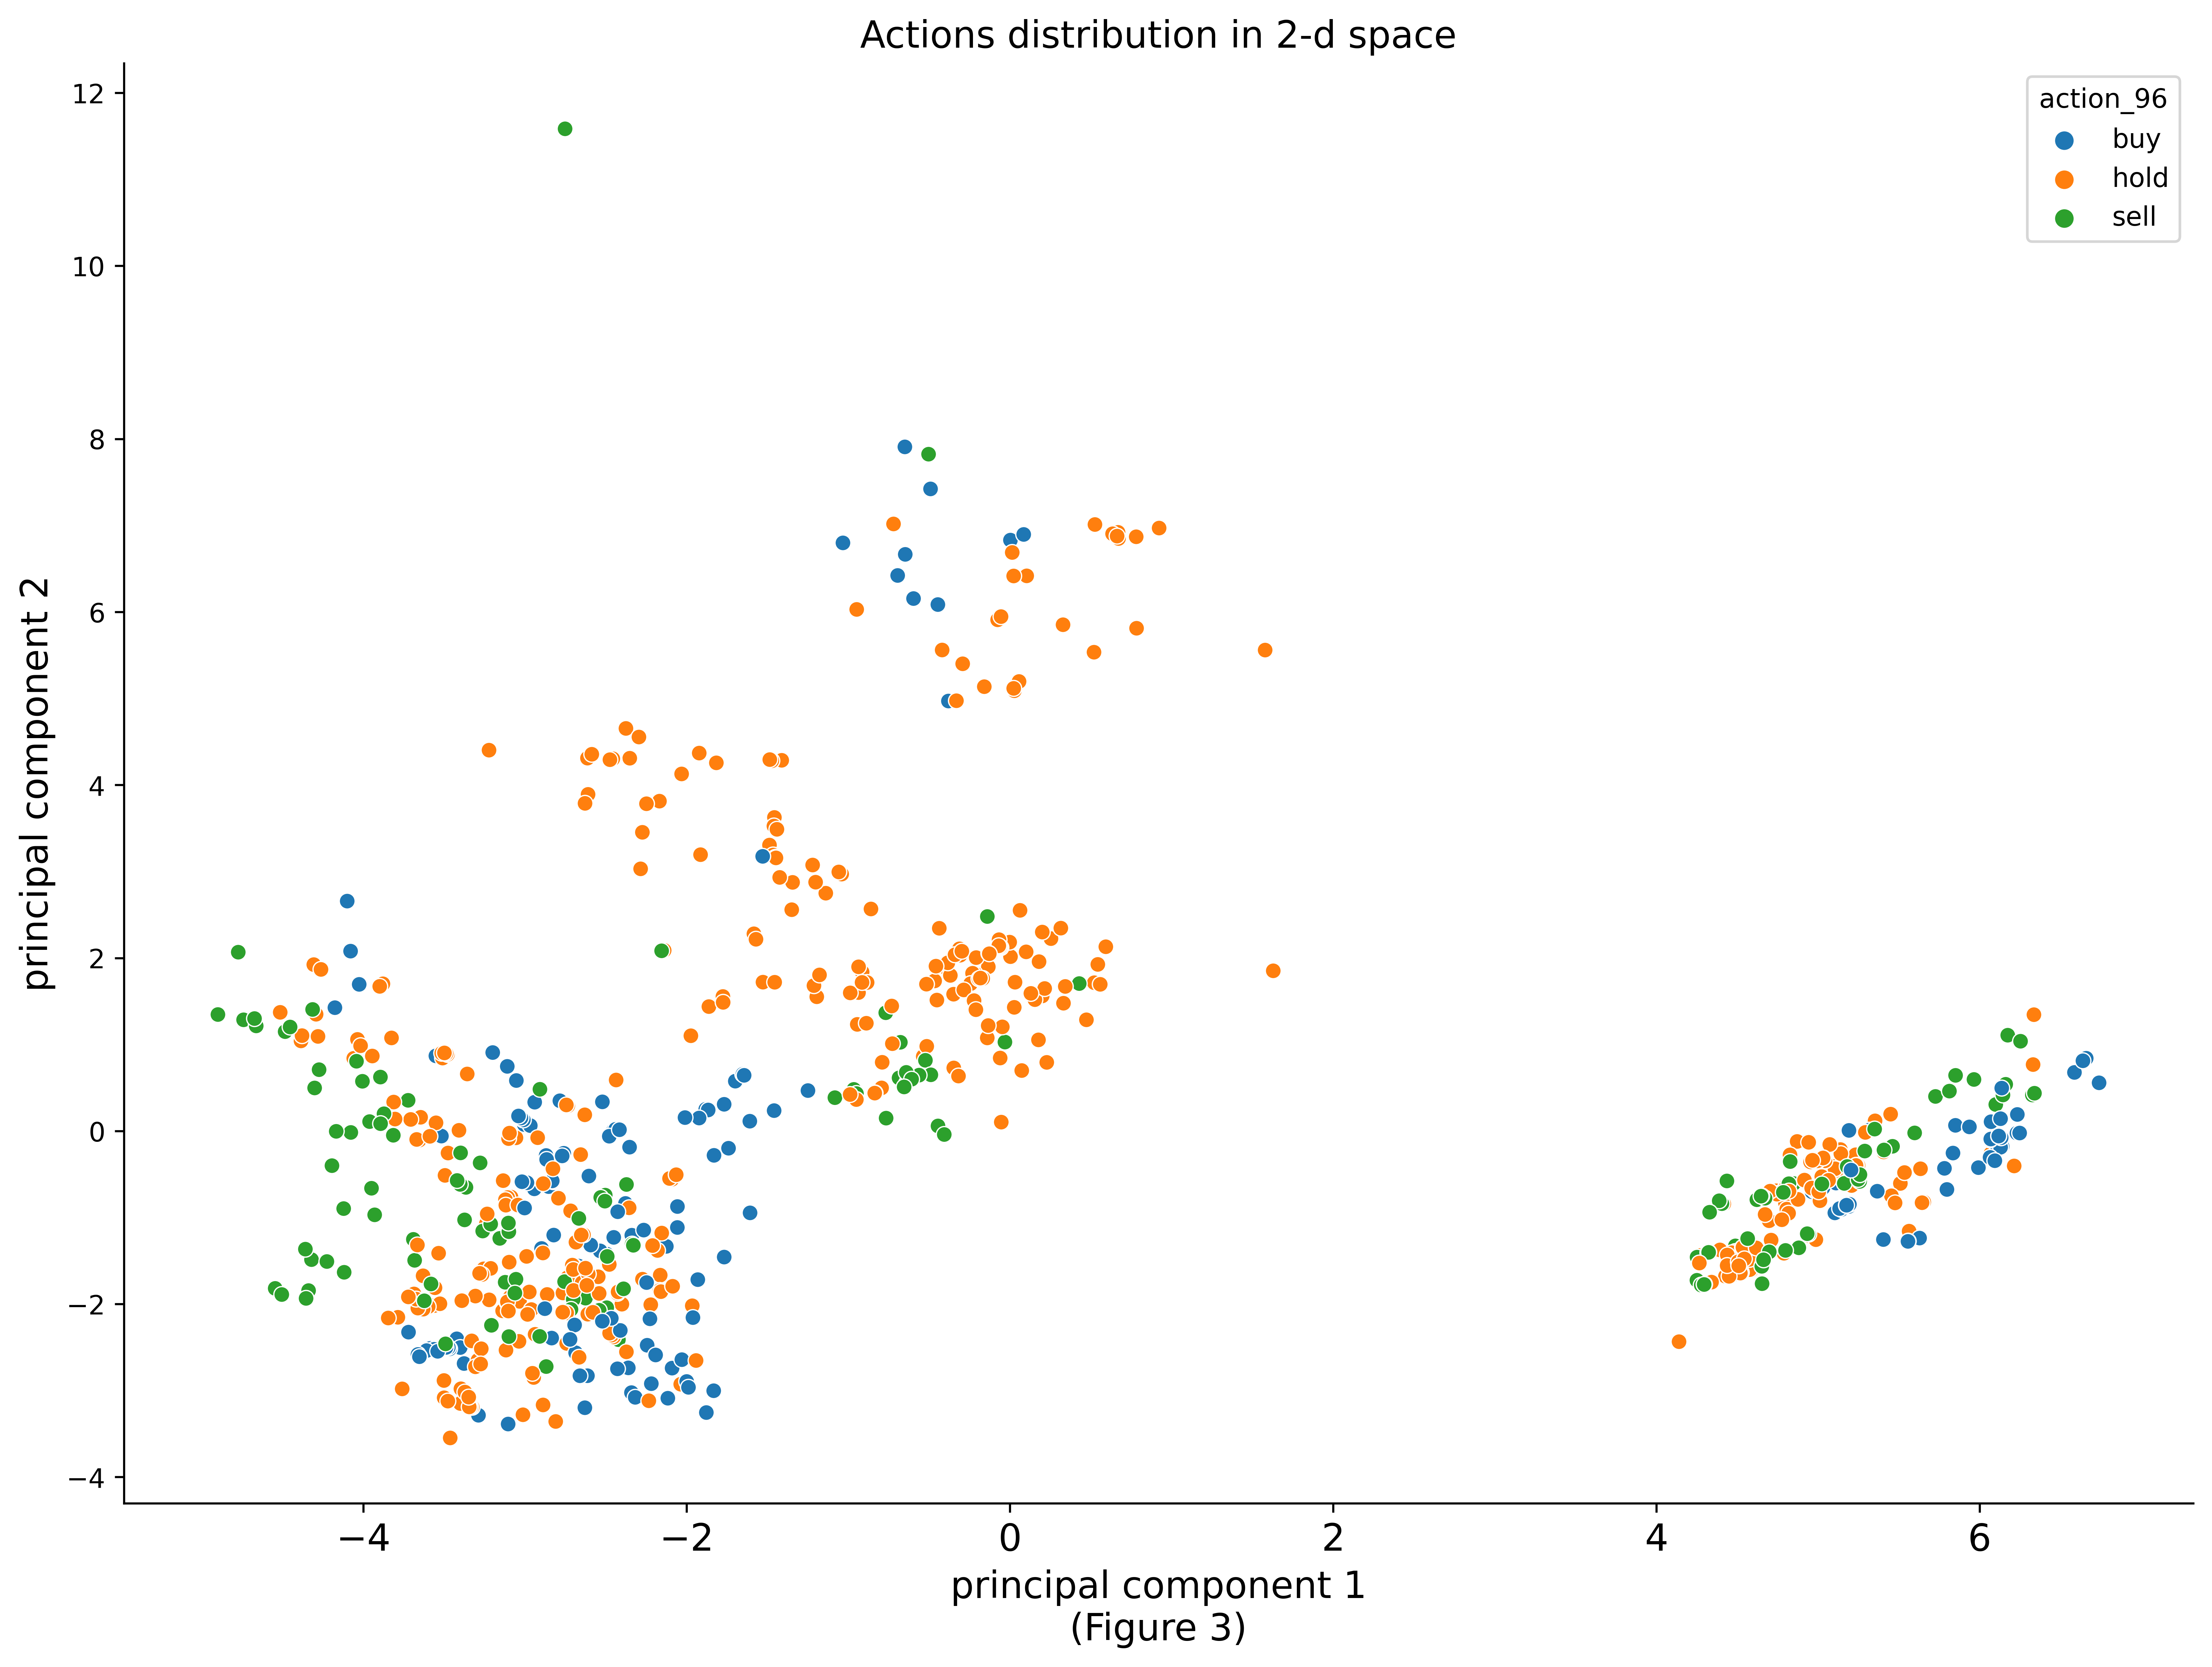 Actions distribution in 2-d space
action_96
buy
hold
sell
principal component 2
12
10
8
6
4
2
0
−2
−4
−4
−2
0
2
4
6
principal component 1
(Figure 3)